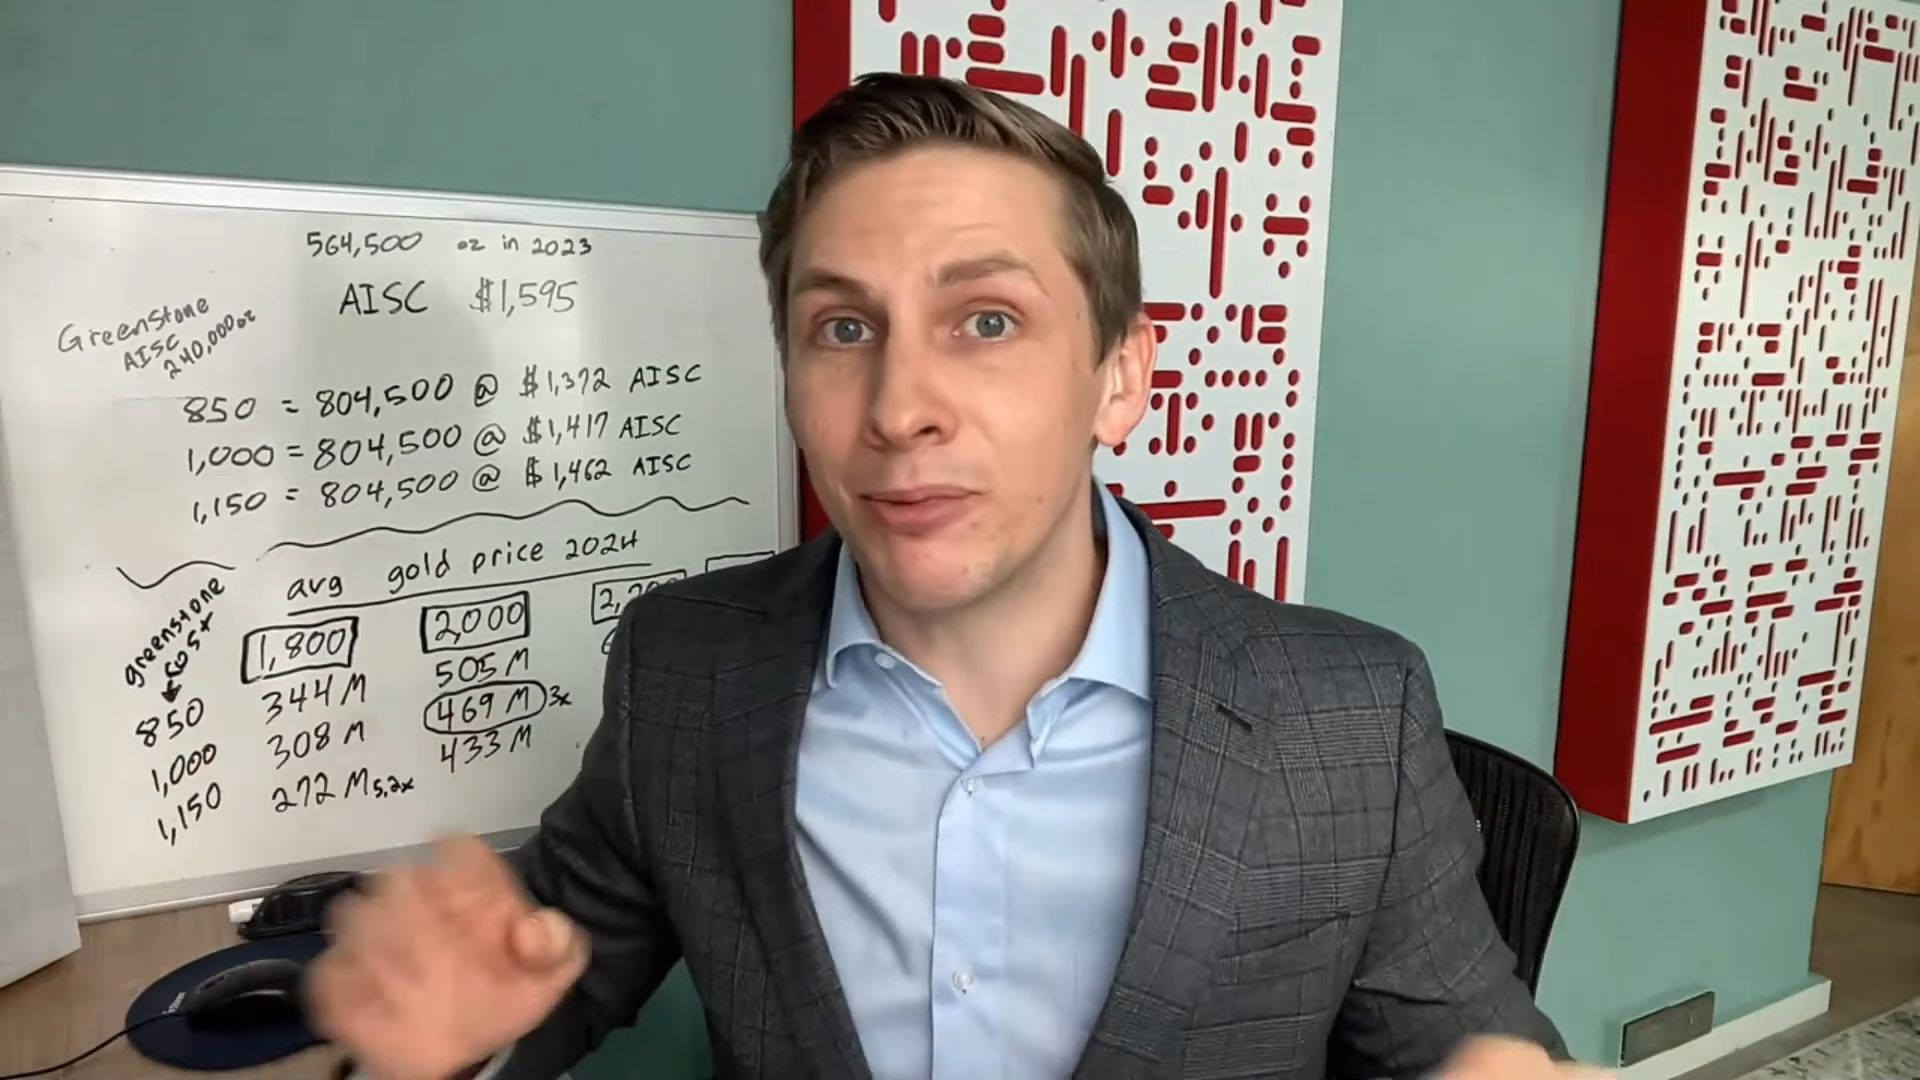 564,500 oz in 2023
AISC $1,595
Greenstone
AISC
240,000oz
850 = 804,500 @ $1,372 AISC
1,000 = 804,500 @ $1,417 AISC
1,150 = 804,500 @ $1,462 AISC
avg gold price 2024
greenstone
cost
1,800 2,000
850 344M 505M
1,000 308M 469M 3x
1,150 272M 5.2x 433M